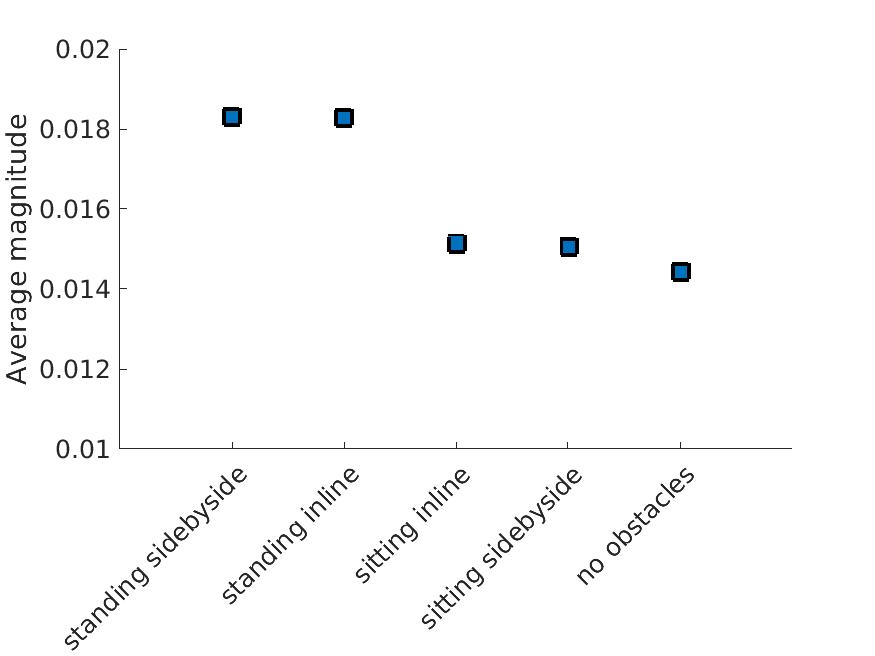 0.02
0.018
0.016
0.014
0.012
0.01
Average magnitude
standing sidebyside
standing inline
sitting inline
sitting sidebyside
no obstacles